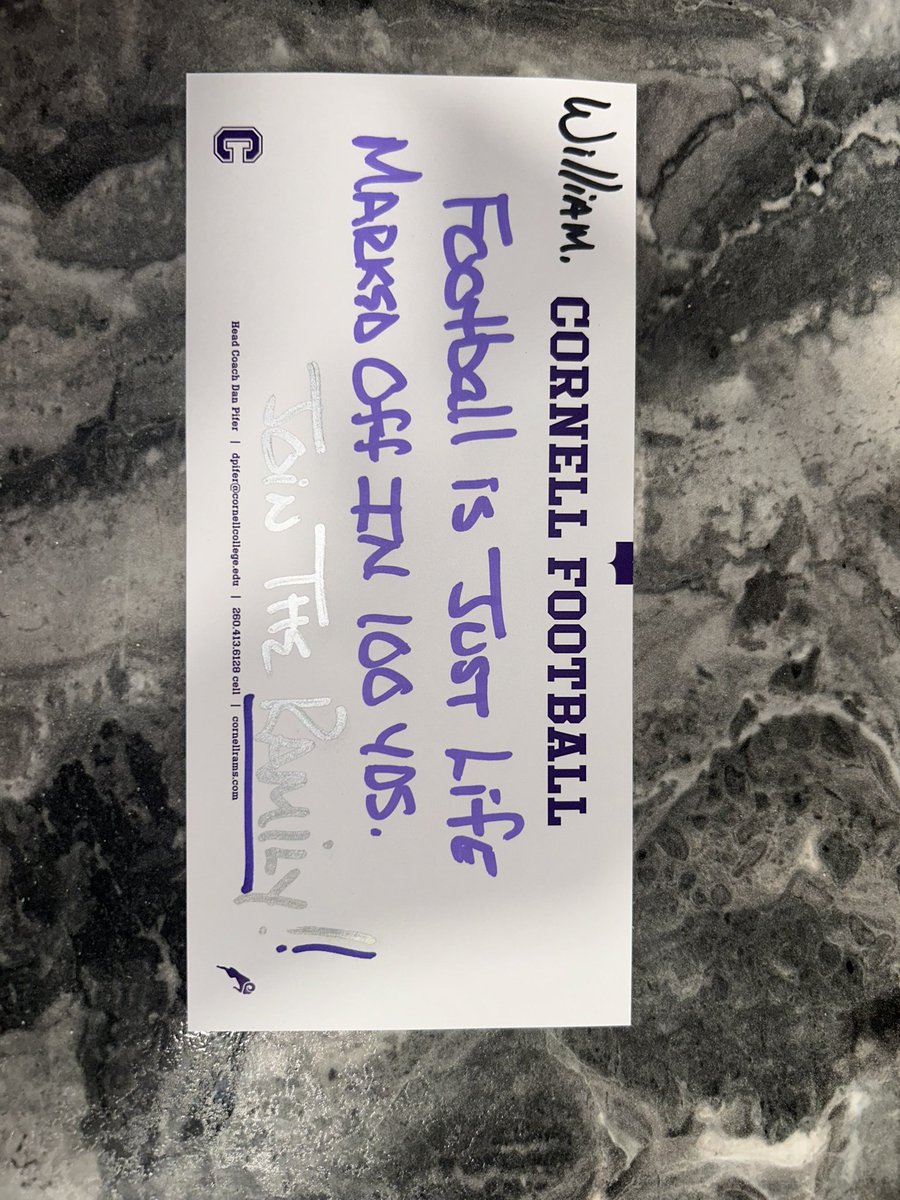 William.
CORNELL FOOTBALL
Football is Just Life
MARKED Off IN 100 YDS.
JOIN THE RAMILY!!
C
Head Coach Dan Pifer | dpifer@cornellcollege.edu | 260.413.6128 cell | cornellrams.com